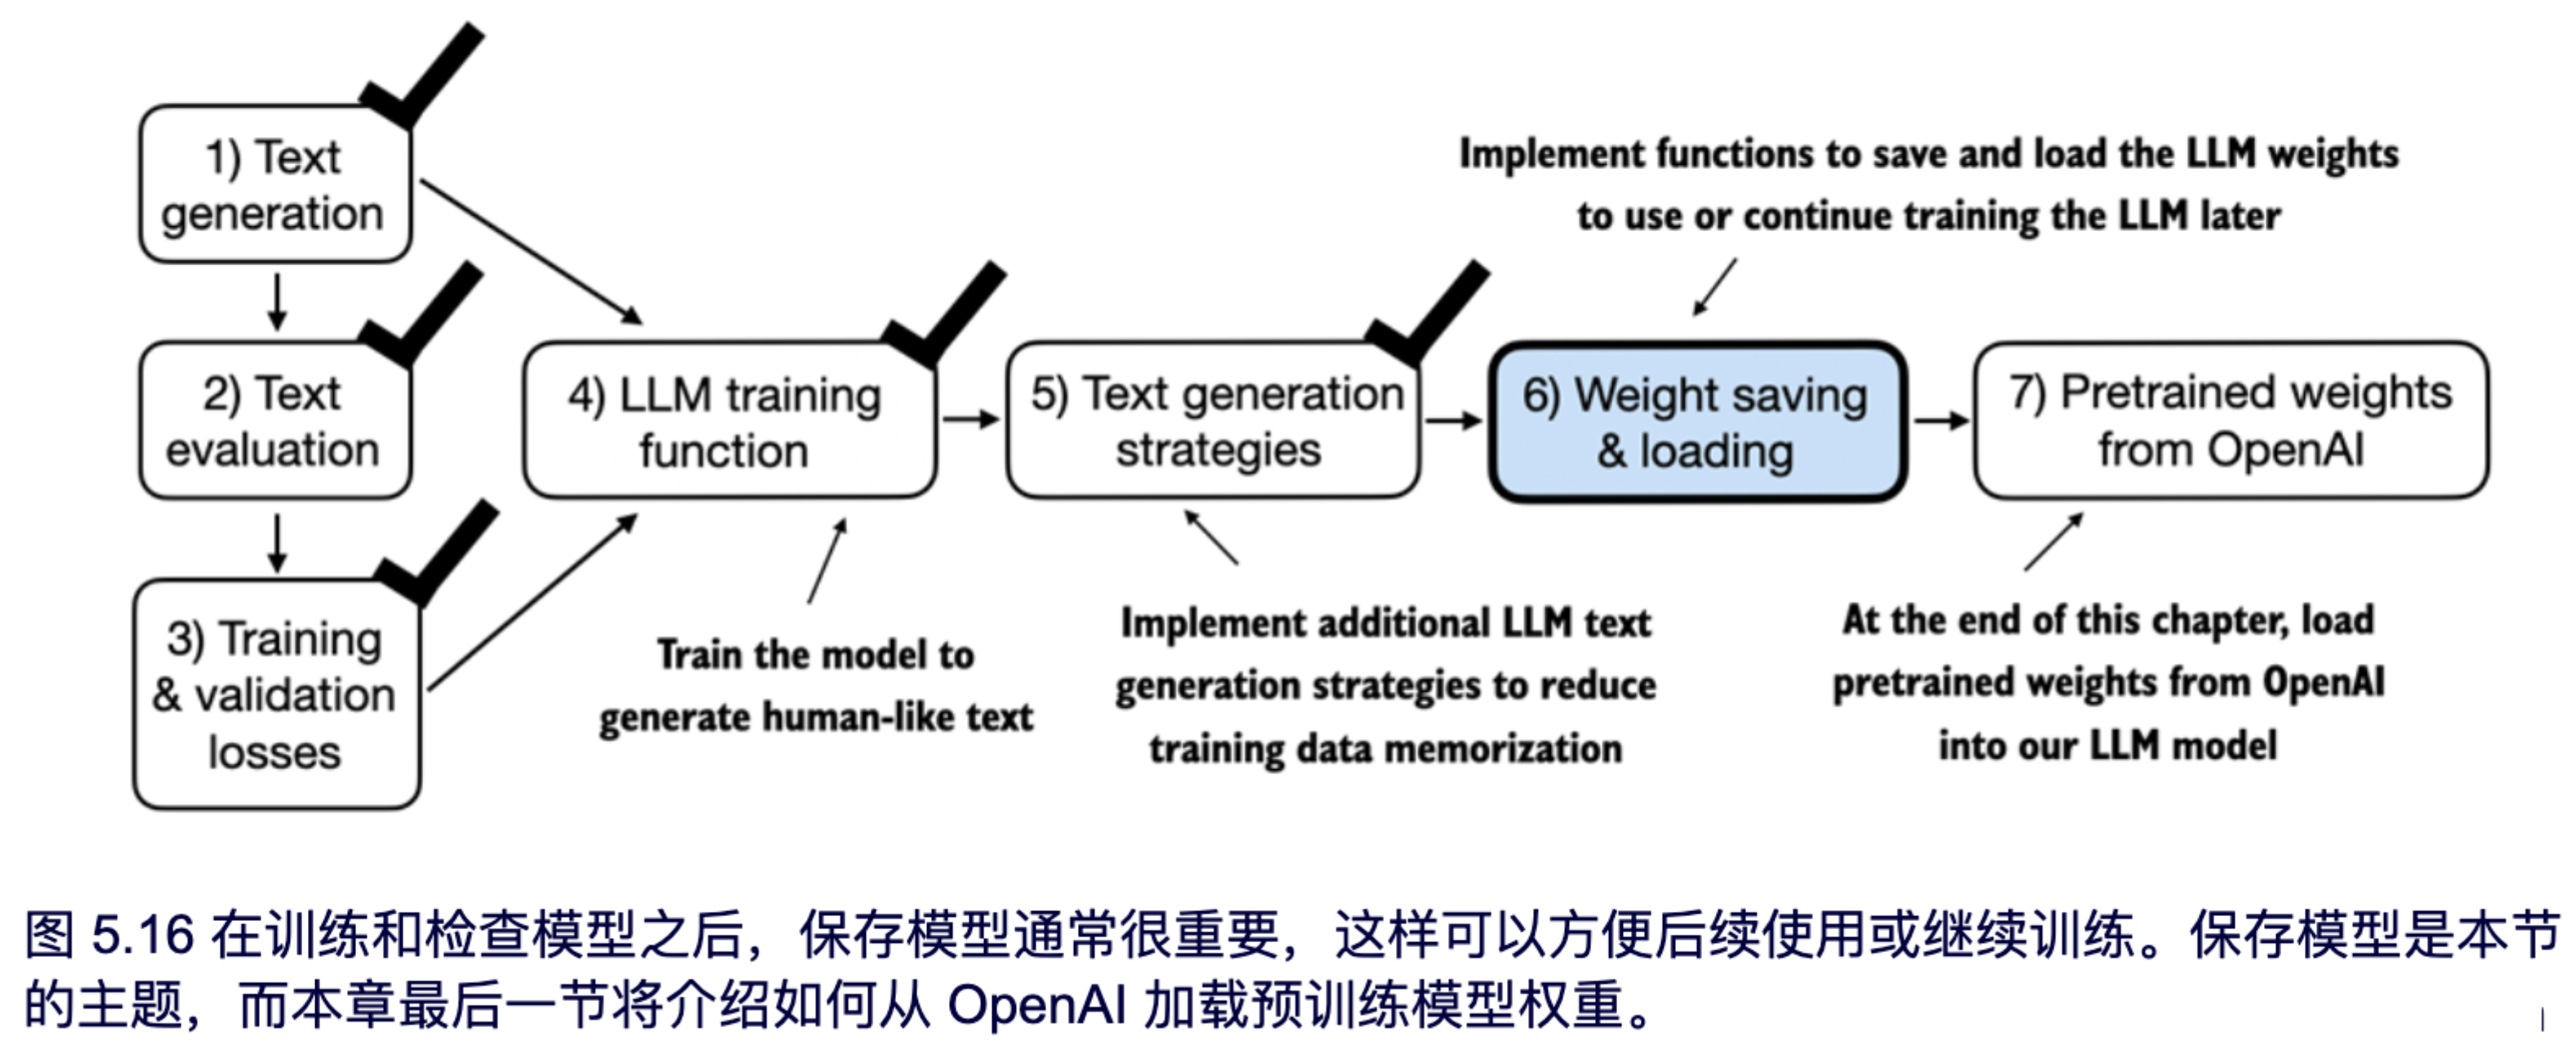 1) Text
generation
2) Text
evaluation
3) Training
& validation
losses
4) LLM training
function
Train the model to
generate human-like text
5) Text generation
strategies
Implement additional LLM text
generation strategies to reduce
training data memorization
Implement functions to save and load the LLM weights
to use or continue training the LLM later
6) Weight saving
& loading
7) Pretrained weights
from OpenAI
At the end of this chapter, load
pretrained weights from OpenAI
into our LLM model
图 5.16 在训练和检查模型之后，保存模型通常很重要，这样可以方便后续使用或继续训练。保存模型是本节
的主题，而本章最后一节将介绍如何从 OpenAI 加载预训练模型权重。